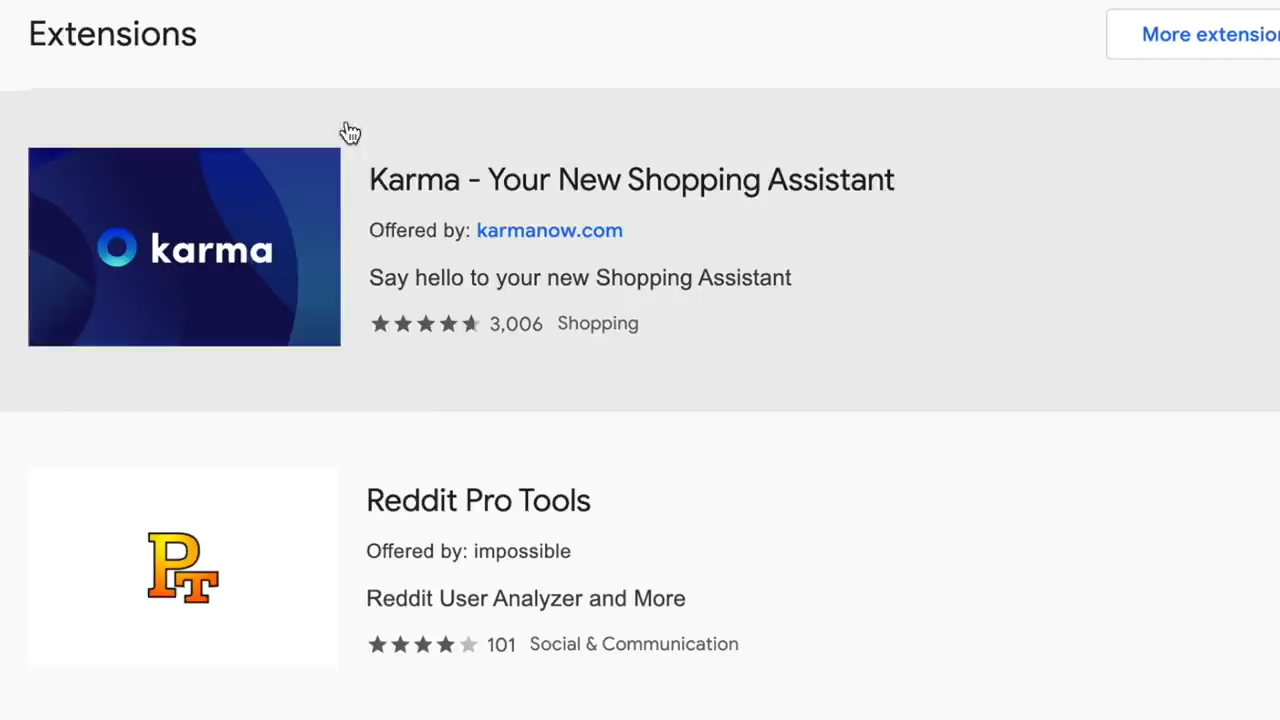 Extensions
More extensio
karma
Karma - Your New Shopping Assistant
Offered by: karmanow.com
Say hello to your new Shopping Assistant
3,006 Shopping
PT
Reddit Pro Tools
Offered by: impossible
Reddit User Analyzer and More
101 Social & Communication